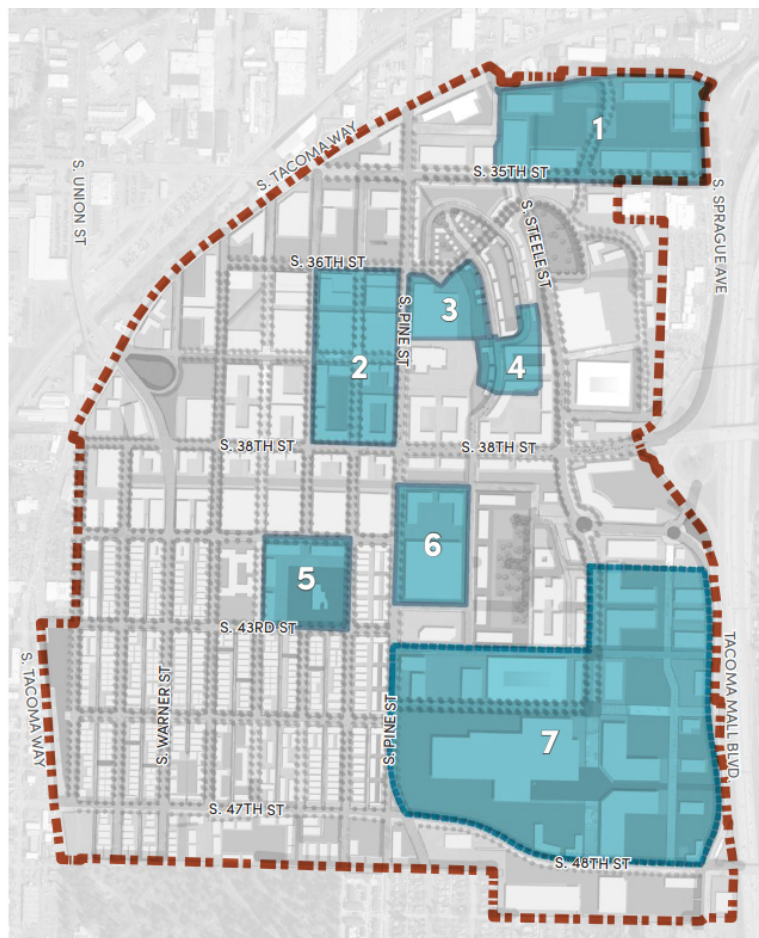 1
S. TACOMA WAY
S. 35TH ST
S. UNION ST
S. STEELE ST
S. SPRAGUE AVE
S. 36TH ST
S. PINE ST
3
2
4
S. 38TH ST
S. 38TH ST
6
5
S. 43RD ST
S. TACOMA WAY
S. WARNER ST
S. PINE ST
7
TACOMA MALL BLVD.
S. 47TH ST
S. 48TH ST